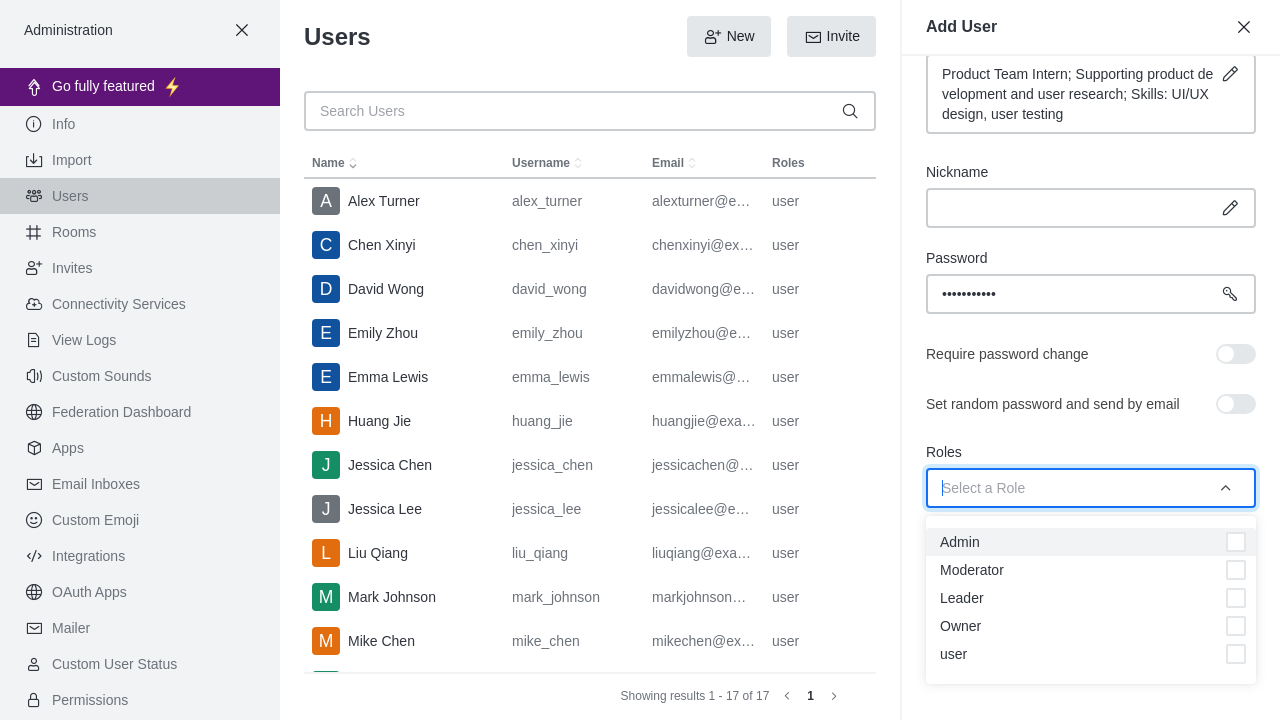 Administration
Go fully featured
Info
Import
Users
Rooms
Invites
Connectivity Services
View Logs
Custom Sounds
Federation Dashboard
Apps
Email Inboxes
Custom Emoji
Integrations
OAuth Apps
Mailer
Custom User Status
Permissions
Users
New
Invite
Search Users
Name Username Email Roles
A Alex Turner alex_turner alexturner@e… user
C Chen Xinyi chen_xinyi chenxinyi@ex… user
D David Wong david_wong davidwong@e… user
E Emily Zhou emily_zhou emilyzhou@e… user
E Emma Lewis emma_lewis emmalewis@… user
H Huang Jie huang_jie huangjie@exa… user
J Jessica Chen jessica_chen jessicachen@… user
J Jessica Lee jessica_lee jessicalee@e… user
L Liu Qiang liu_qiang liuqiang@exa… user
M Mark Johnson mark_johnson markjohnson… user
M Mike Chen mike_chen mikechen@ex… user
Showing results 1 - 17 of 17 1
Add User
Product Team Intern; Supporting product de
velopment and user research; Skills: UI/UX
design, user testing
Nickname
Password
•••••••••••
Require password change
Set random password and send by email
Roles
Select a Role
Admin
Moderator
Leader
Owner
user